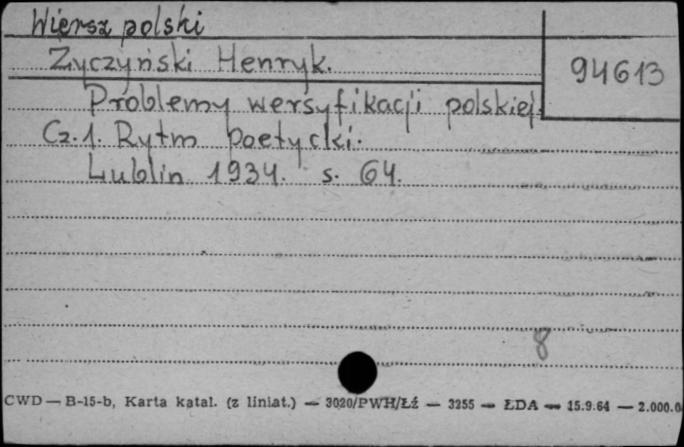 Wiersz polski
Życzyński Henryk.
94613
Problemy wersyfikacji polskiej.
Cz. 1. Rytm poetycki.
Lublin 1934. s. 64.
8
CWD — B-15-b, Karta katal. (z liniat.) — 3020/PWH/Łź — 3255 — ŁDA — 15.9.64 — 2.000.0